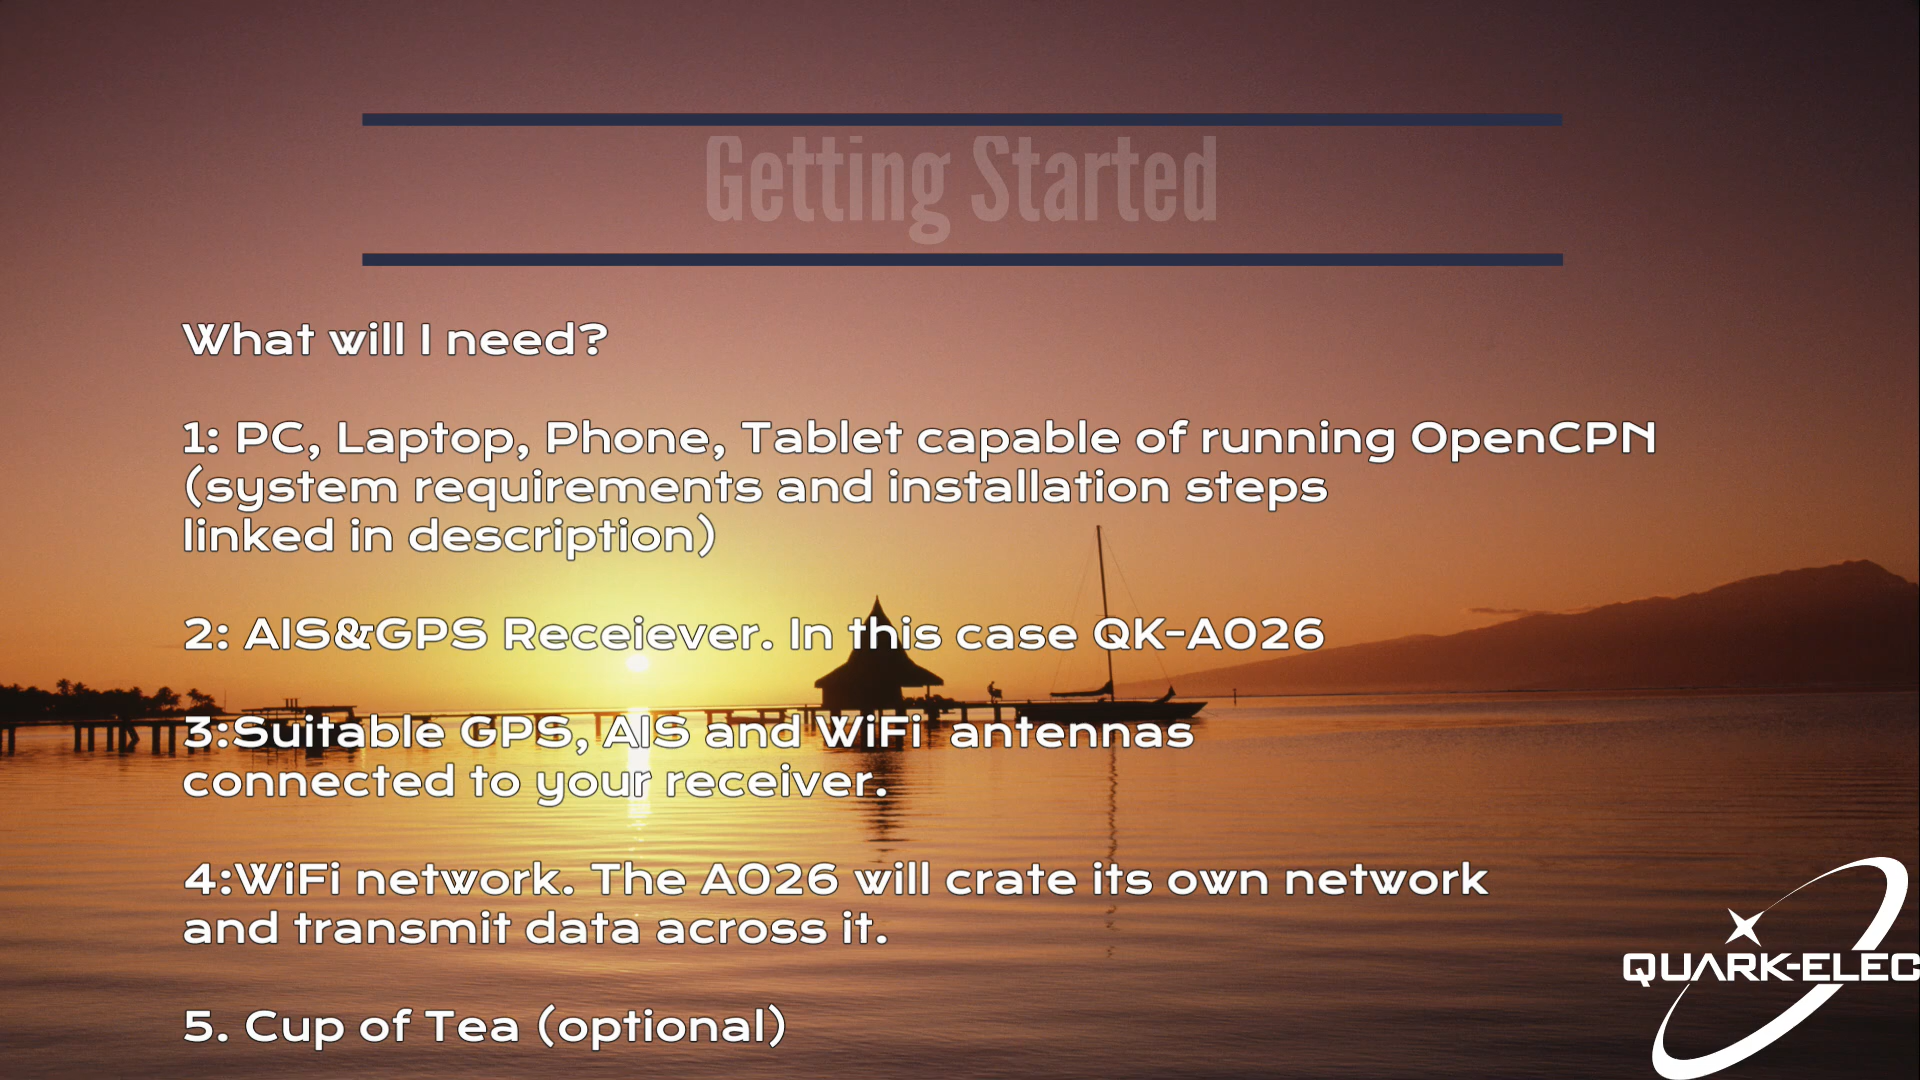 Getting Started
What will I need?
1: PC, Laptop, Phone, Tablet capable of running OpenCPN
(system requirements and installation steps
linked in description)
2: AIS&GPS Receiever. In this case QK-A026
3:Suitable GPS, AIS and WiFi  antennas
connected to your receiver.
4:WiFi network. The A026 will crate its own network
and transmit data across it.
5. Cup of Tea (optional)
QUARK-ELEC